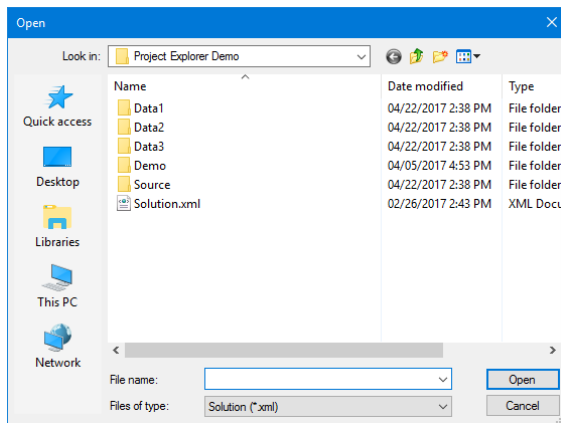 Open
Look in: Project Explorer Demo
Name Date modified Type
Data1 04/22/2017 2:38 PM File folder
Data2 04/22/2017 2:38 PM File folder
Data3 04/22/2017 2:38 PM File folder
Demo 04/05/2017 4:53 PM File folder
Source 04/22/2017 2:38 PM File folder
Solution.xml 02/26/2017 2:43 PM XML Docu
Quick access
Desktop
Libraries
This PC
Network
File name: Open
Files of type: Solution (*.xml) Cancel